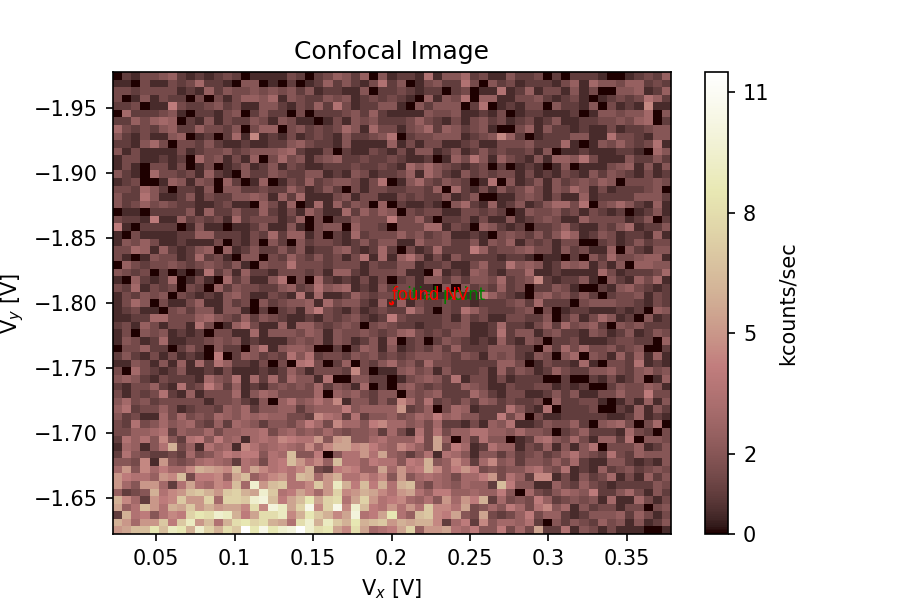 Confocal Image
−1.95
−1.90
−1.85
−1.80
−1.75
−1.70
−1.65
V_y [V]
found NV
0.05 0.1 0.15 0.2 0.25 0.3 0.35
V_x [V]
11
8
5
2
0
kcounts/sec